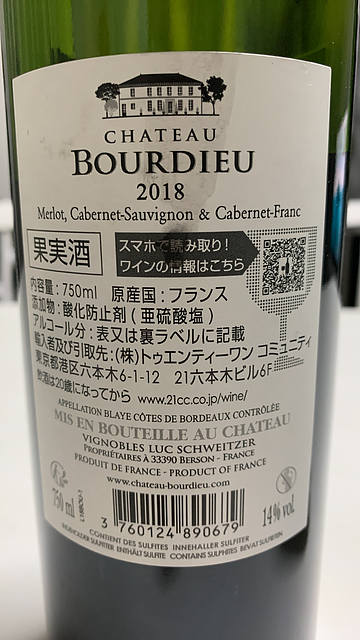 CHATEAU
BOURDIEU
2018
Merlot, Cabernet-Sauvignon & Cabernet-Franc
果実酒
スマホで読み取り!
ワインの情報はこちら
内容量:750ml 原産国:フランス
添加物:酸化防止剤(亜硫酸塩)
アルコール分:表又は裏ラベルに記載
輸入者及び引取先:(株)トゥエンティーワン コミュニティ
東京都港区六本木6-1-12 21六本木ビル6F
飲酒は20歳になってから www.21cc.co.jp/wine/
APPELLATION BLAYE CÔTES DE BORDEAUX CONTRÔLÉE
MIS EN BOUTEILLE AU CHATEAU
VIGNOBLES LUC SCHWEITZER
PROPRIÉTAIRES À 33390 BERSON - FRANCE
PRODUIT DE FRANCE - PRODUCT OF FRANCE
www.chateau-bourdieu.com
750 ml
14% vol.
3 760124 890679
CONTIENT DES SULFITES INNEHALLER SULFITER
INDEHOLDER SULFITTER ENTHÄLT SULFITE CONTAINS SULPHITES BEVAT SULFIETEN